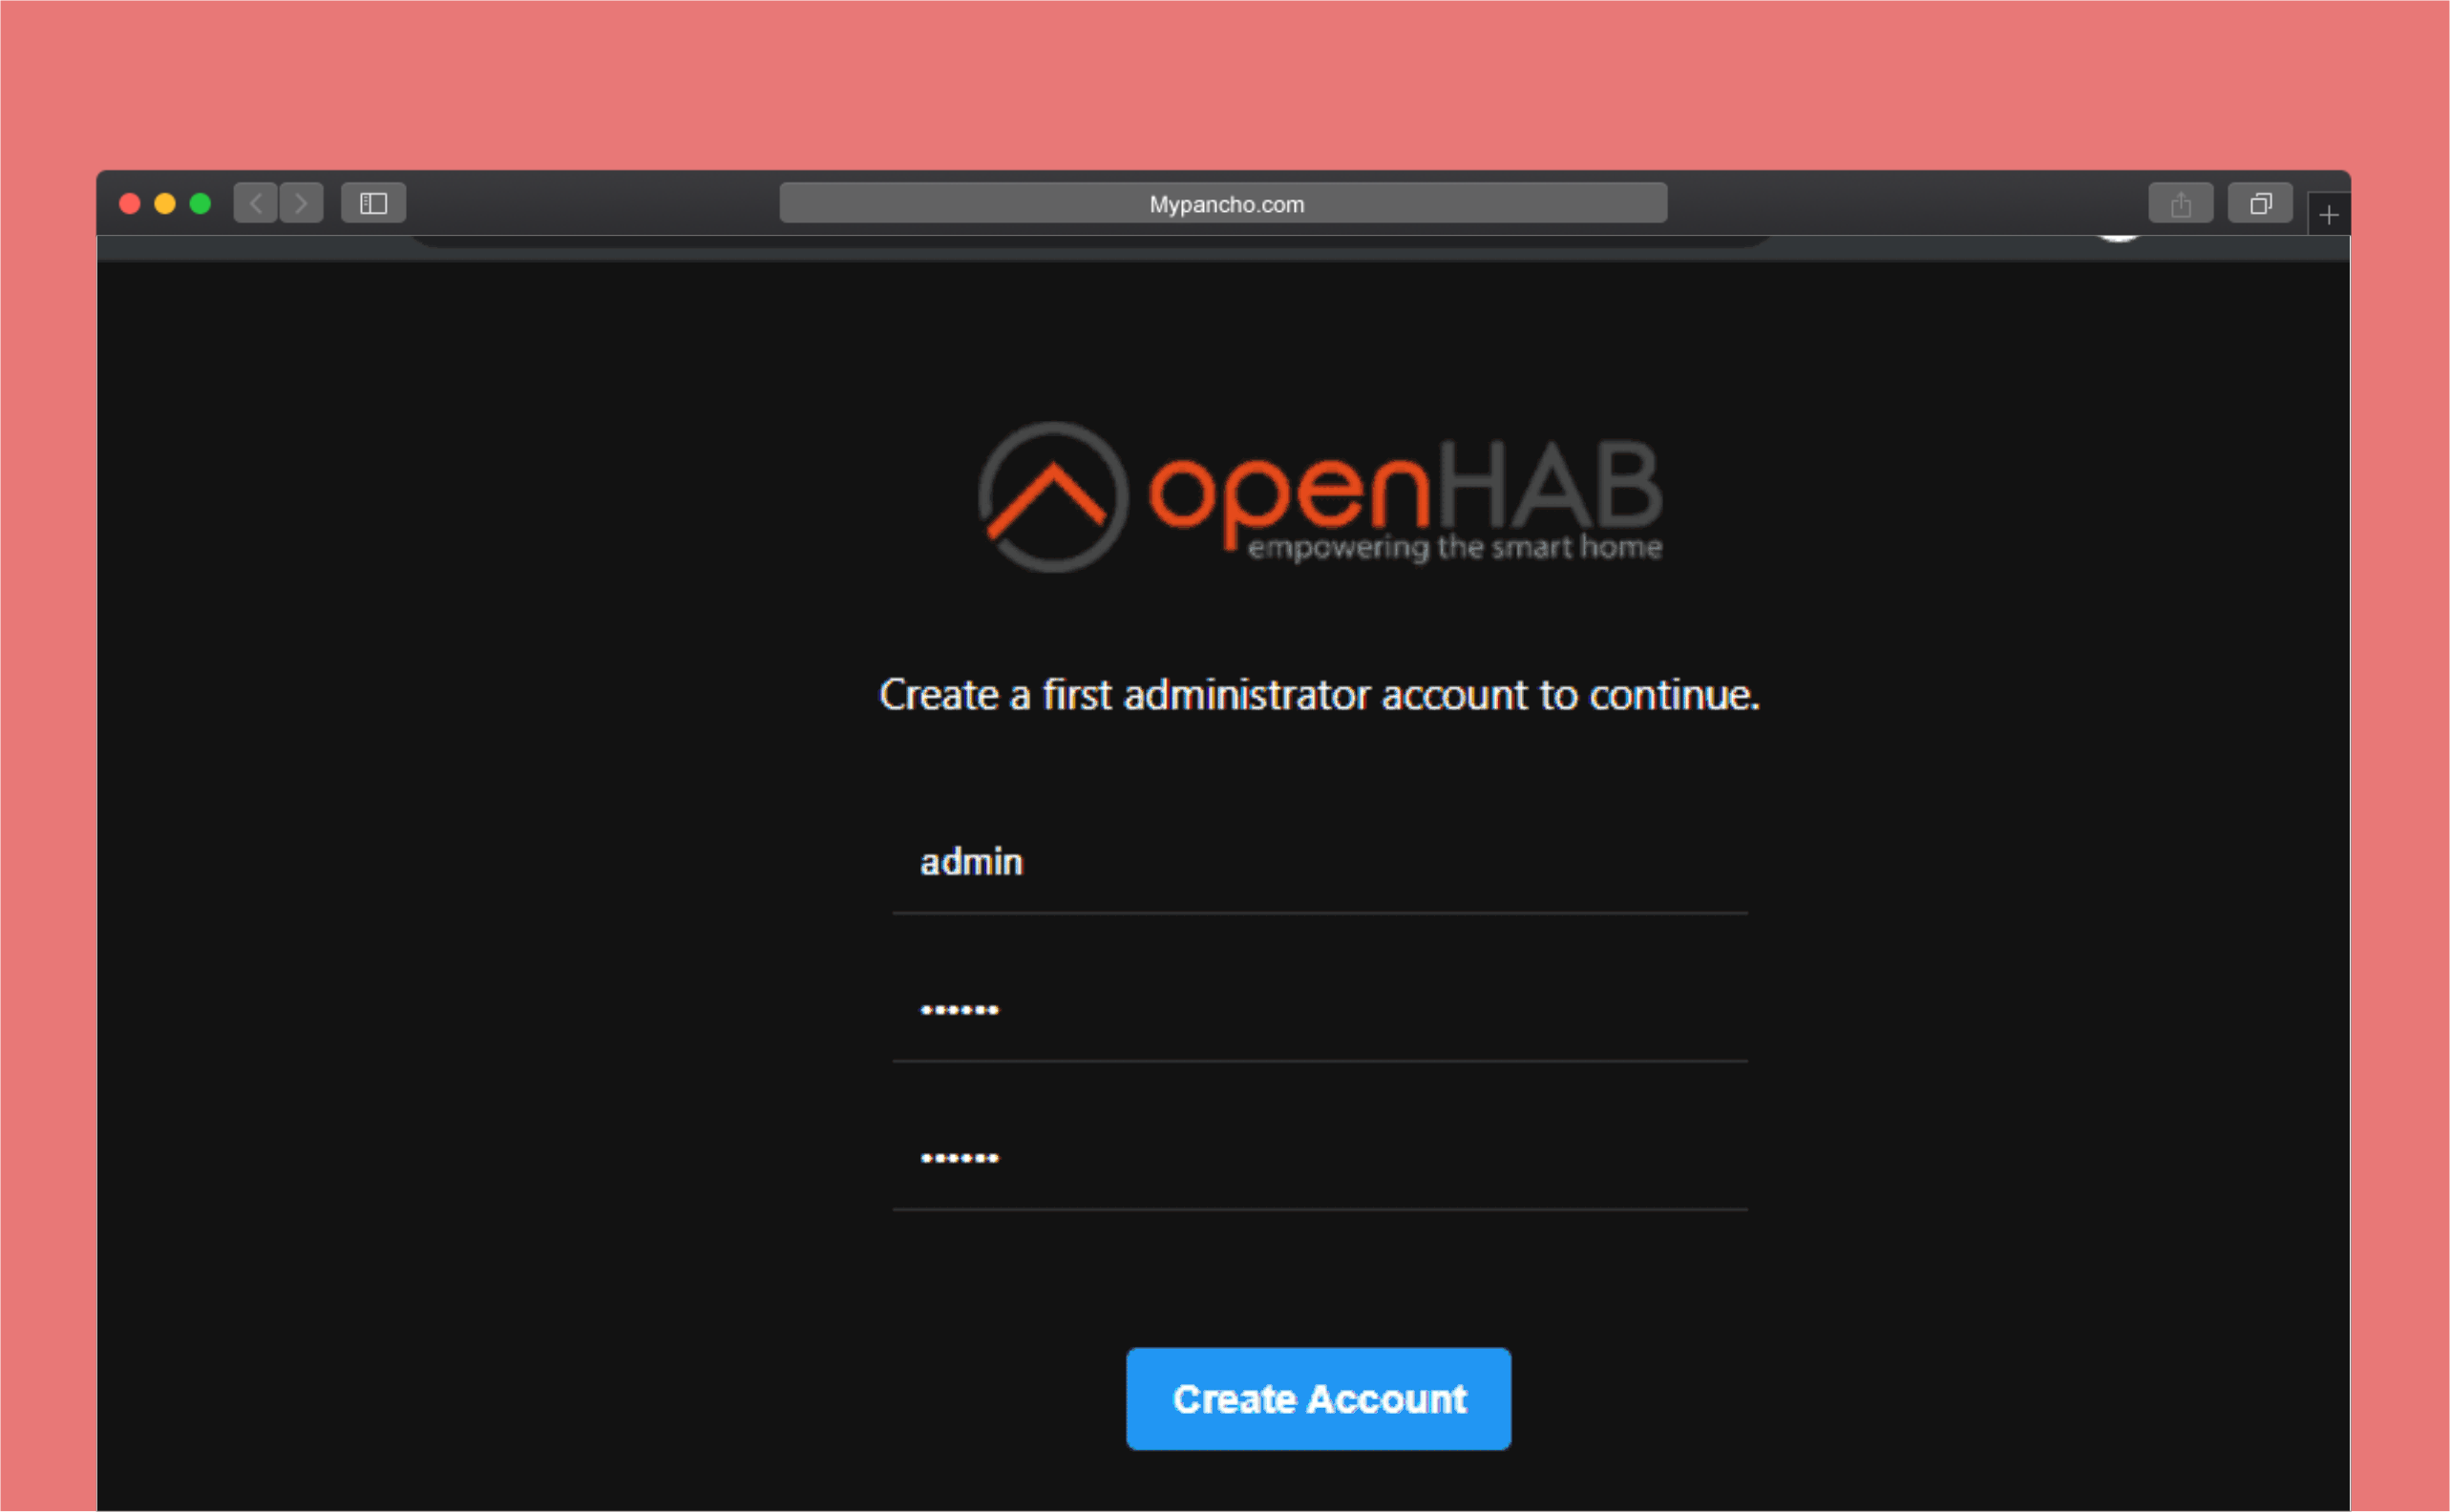 Mypancho.com
openHAB
empowering the smart home
Create a first administrator account to continue.
admin
••••••
••••••
Create Account